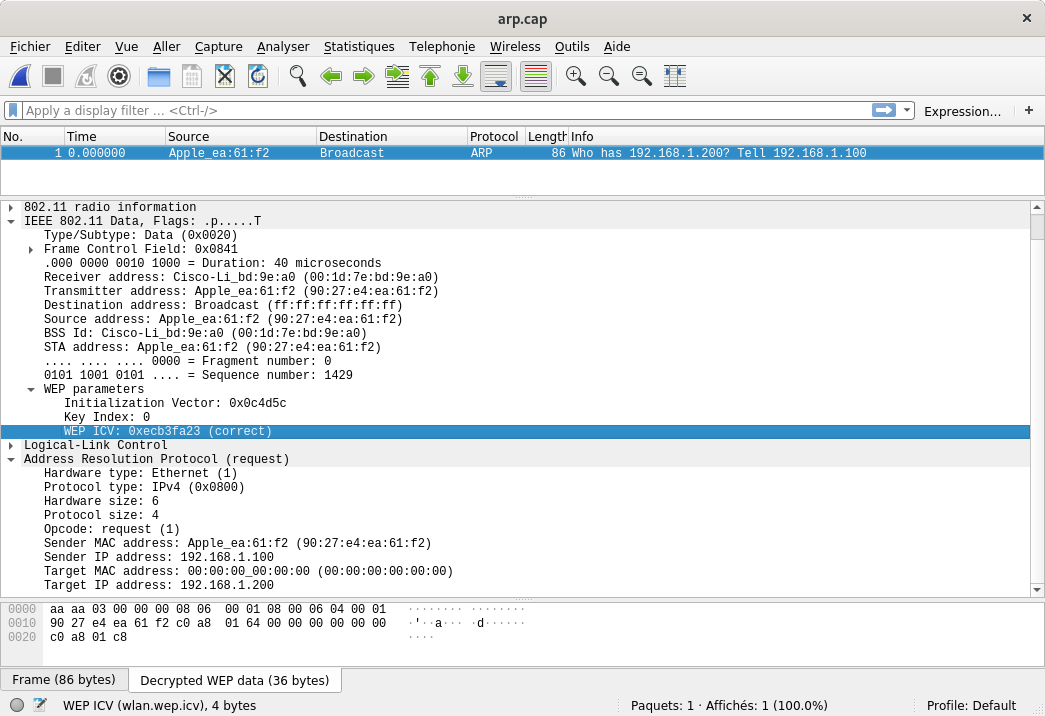 arp.cap
Fichier Editer Vue Aller Capture Analyser Statistiques Telephonie Wireless Outils Aide
Apply a display filter … <Ctrl-/> Expression… +
No. Time Source Destination Protocol Length Info
1 0.000000 Apple_ea:61:f2 Broadcast ARP 86 Who has 192.168.1.200? Tell 192.168.1.100
802.11 radio information
IEEE 802.11 Data, Flags: .p.....T
Type/Subtype: Data (0x0020)
Frame Control Field: 0x0841
.000 0000 0010 1000 = Duration: 40 microseconds
Receiver address: Cisco-Li_bd:9e:a0 (00:1d:7e:bd:9e:a0)
Transmitter address: Apple_ea:61:f2 (90:27:e4:ea:61:f2)
Destination address: Broadcast (ff:ff:ff:ff:ff:ff)
Source address: Apple_ea:61:f2 (90:27:e4:ea:61:f2)
BSS Id: Cisco-Li_bd:9e:a0 (00:1d:7e:bd:9e:a0)
STA address: Apple_ea:61:f2 (90:27:e4:ea:61:f2)
.... .... .... 0000 = Fragment number: 0
0101 1001 0101 .... = Sequence number: 1429
WEP parameters
Initialization Vector: 0x0c4d5c
Key Index: 0
WEP ICV: 0xecb3fa23 (correct)
Logical-Link Control
Address Resolution Protocol (request)
Hardware type: Ethernet (1)
Protocol type: IPv4 (0x0800)
Hardware size: 6
Protocol size: 4
Opcode: request (1)
Sender MAC address: Apple_ea:61:f2 (90:27:e4:ea:61:f2)
Sender IP address: 192.168.1.100
Target MAC address: 00:00:00_00:00:00 (00:00:00:00:00:00)
Target IP address: 192.168.1.200
0000 aa aa 03 00 00 00 08 06 00 01 08 00 06 04 00 01 ········ ········
0010 90 27 e4 ea 61 f2 c0 a8 01 64 00 00 00 00 00 00 ·'··a··· ·d······
0020 c0 a8 01 c8 ····
Frame (86 bytes) Decrypted WEP data (36 bytes)
WEP ICV (wlan.wep.icv), 4 bytes Paquets: 1 · Affichés: 1 (100.0%) Profile: Default